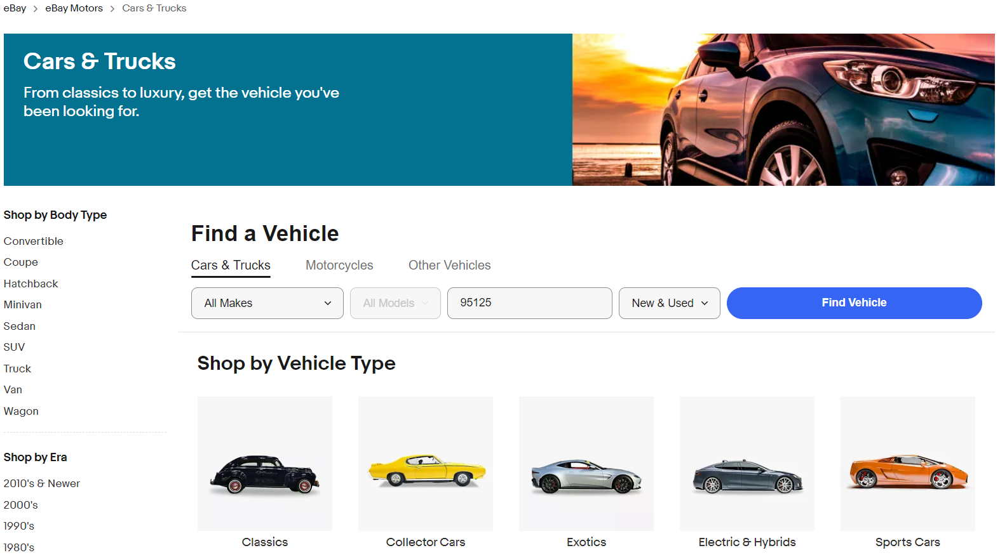 eBay > eBay Motors > Cars & Trucks
Cars & Trucks
From classics to luxury, get the vehicle you've
been looking for.
Shop by Body Type
Convertible
Coupe
Hatchback
Minivan
Sedan
SUV
Truck
Van
Wagon
Shop by Era
2010's & Newer
2000's
1990's
1980's
Find a Vehicle
Cars & Trucks Motorcycles Other Vehicles
All Makes All Models 95125 New & Used Find Vehicle
Shop by Vehicle Type
Classics Collector Cars Exotics Electric & Hybrids Sports Cars